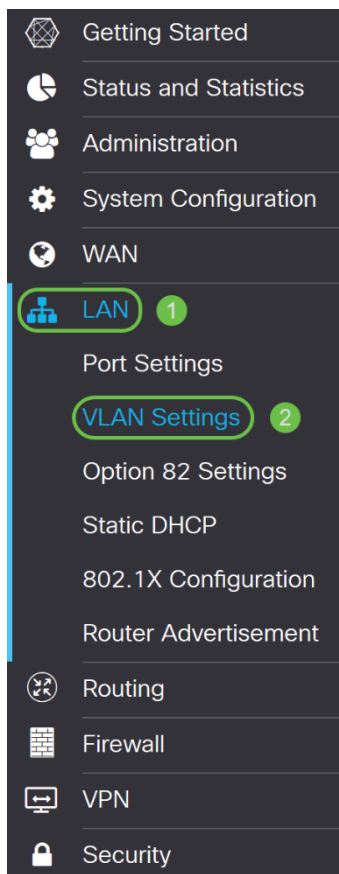 Getting Started
Status and Statistics
Administration
System Configuration
WAN
LAN 1
Port Settings
VLAN Settings 2
Option 82 Settings
Static DHCP
802.1X Configuration
Router Advertisement
Routing
Firewall
VPN
Security